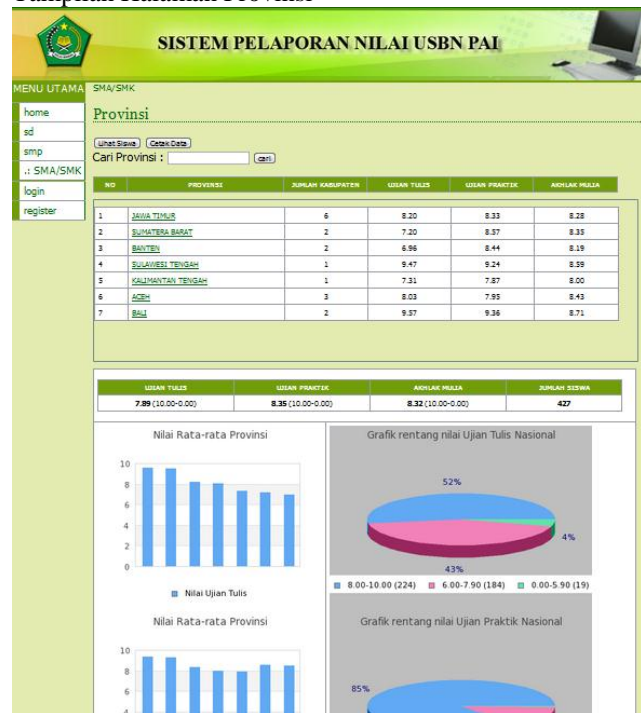 Tampilan Halaman Provinsi
SISTEM PELAPORAN NILAI USBN PAI
MENU UTAMA
home
sd
smp
.: SMA/SMK
login
register
SMA/SMK
Provinsi
Lihat Siswa Cetak Data
Cari Provinsi : cari
NO PROVINSI JUMLAH KABUPATEN UJIAN TULIS UJIAN PRAKTIK AKHLAK MULIA
1 JAWA TIMUR 6 8.20 8.33 8.28
2 SUMATERA BARAT 2 7.20 8.57 8.35
3 BANTEN 2 6.96 8.44 8.19
4 SULAWESI TENGAH 1 9.47 9.24 8.59
5 KALIMANTAN TENGAH 1 7.31 7.87 8.00
6 ACEH 3 8.03 7.95 8.43
7 BALI 2 9.57 9.36 8.71
UJIAN TULIS UJIAN PRAKTIK AKHLAK MULIA JUMLAH SISWA
7.89 (10.00-0.00) 8.35 (10.00-0.00) 8.32 (10.00-0.00) 427
Nilai Rata-rata Provinsi
10
8
6
4
2
0
Nilai Ujian Tulis
Grafik rentang nilai Ujian Tulis Nasional
52%
4%
43%
8.00-10.00 (224) 6.00-7.90 (184) 0.00-5.90 (19)
Nilai Rata-rata Provinsi
10
8
6
4
Grafik rentang nilai Ujian Praktik Nasional
85%